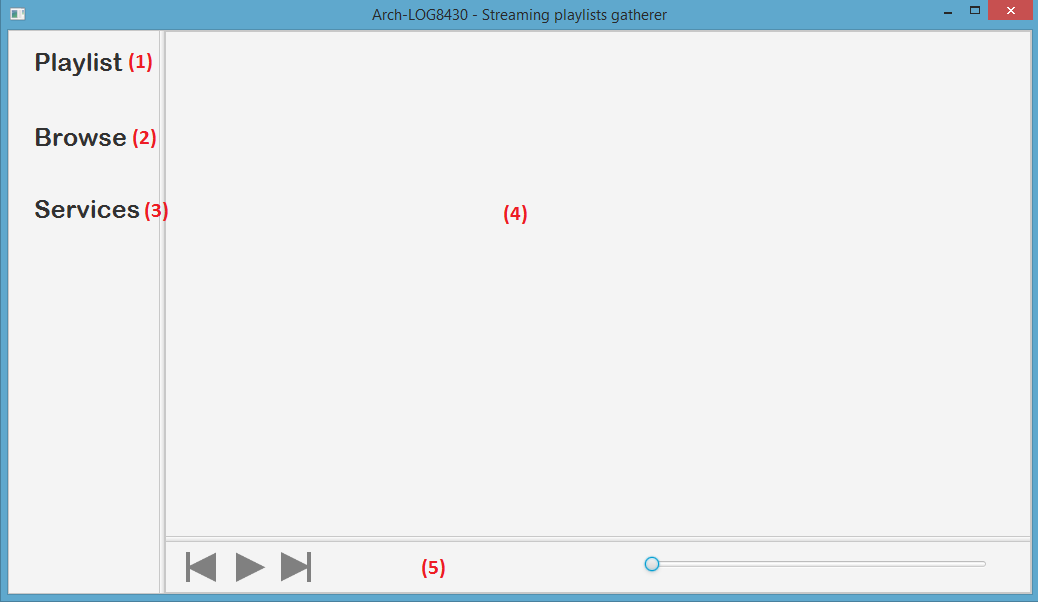 Arch-LOG8430 - Streaming playlists gatherer
Playlist (1)
Browse (2)
Services (3)
(4)
(5)